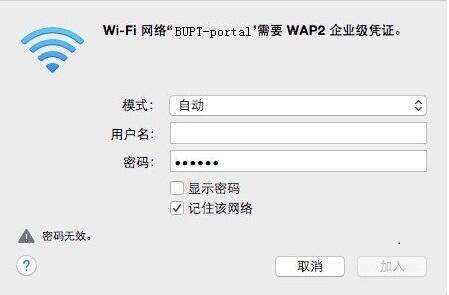 Wi-Fi 网络“BUPT-portal'需要 WAP2 企业级凭证。
模式： 自动
用户名：
密码： ••••••
显示密码
记住该网络
密码无效。
? 取消 加入